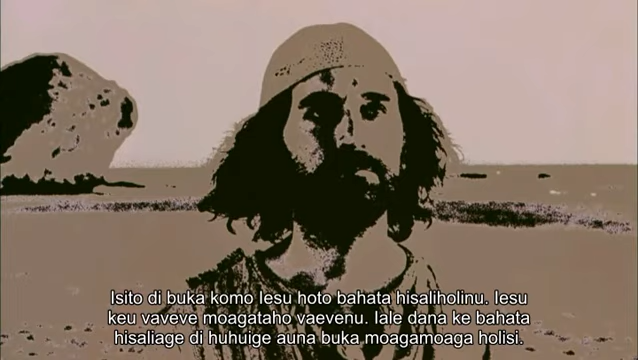 Isito di buka komo Iesu hoto bahata hisaliholinu. Iesu
keu vaveve moagataho vaevenu. Iale dana ke bahata
hisaliage di huhuige auna buka moagamoaga holisi.